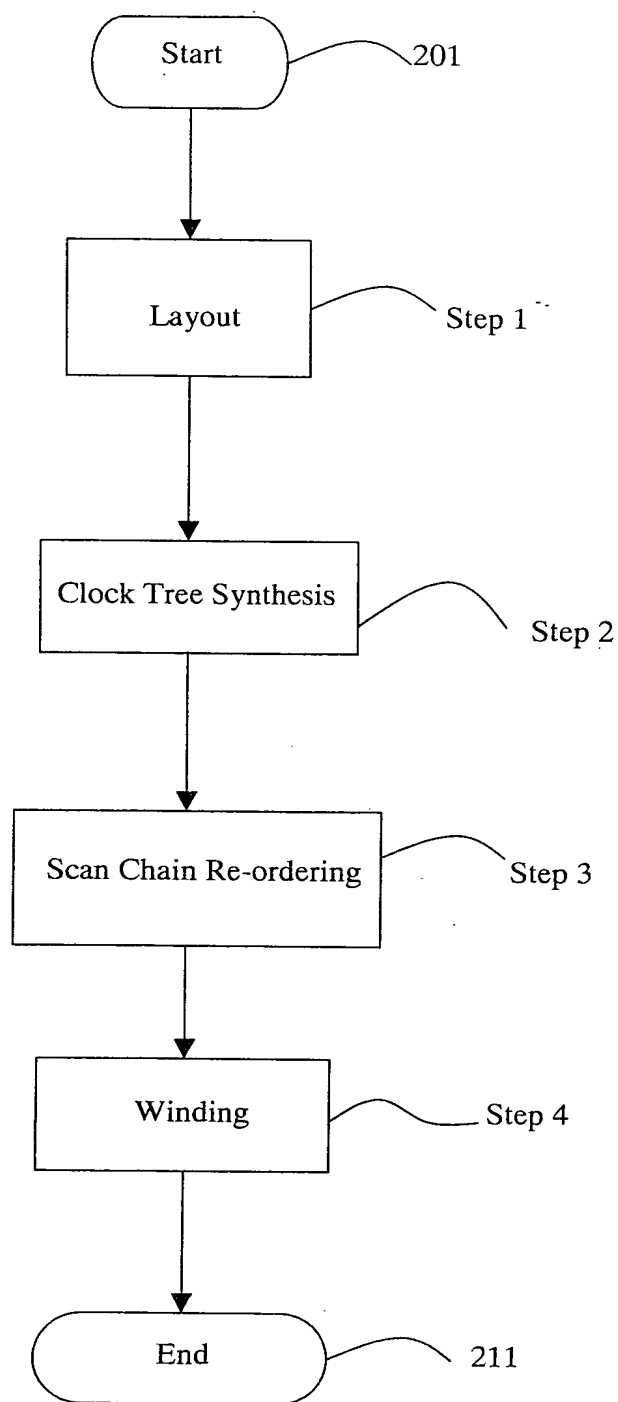 Start
201
Layout
Step 1
Clock Tree Synthesis
Step 2
Scan Chain Re-ordering
Step 3
Winding
Step 4
End
211